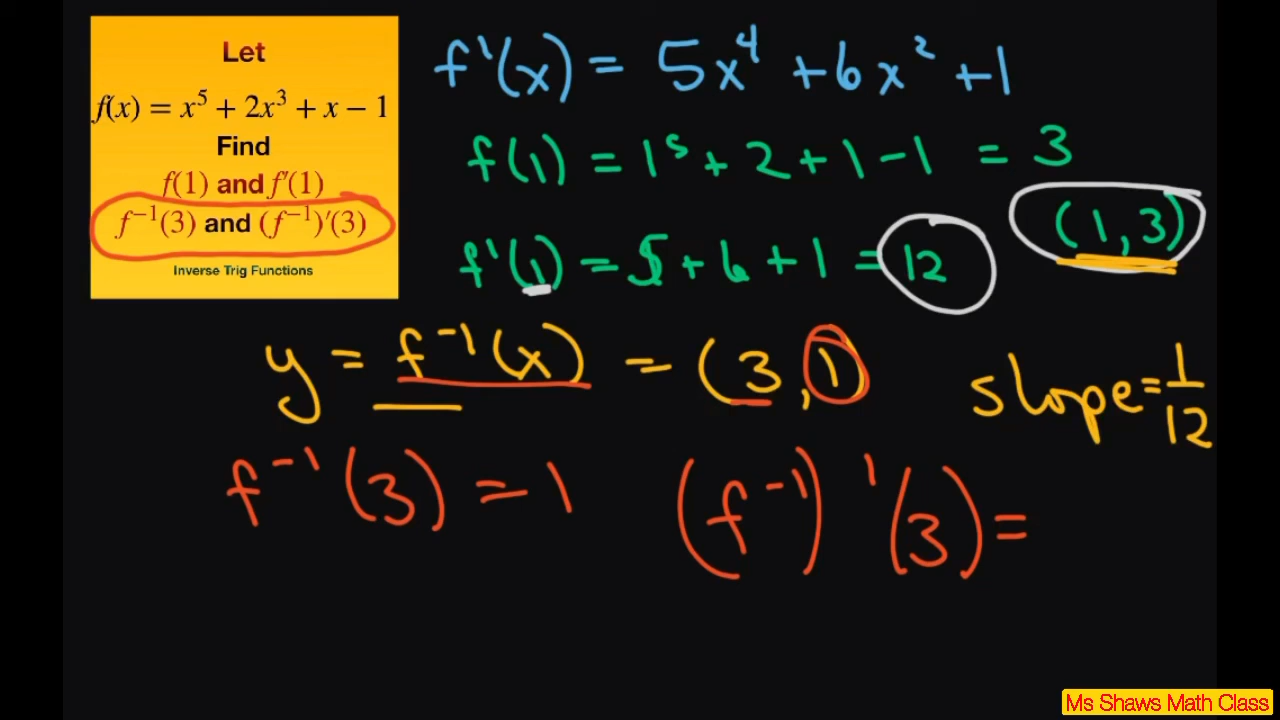 Let
f(x) = x⁵ + 2x³ + x − 1
Find
f(1) and f′(1)
f⁻¹(3) and (f⁻¹)′(3)
Inverse Trig Functions
f'(x) = 5x⁴ + 6x² + 1
f(1) = 1⁵ + 2 + 1 − 1 = 3
(1, 3)
f'(1) = 5 + 6 + 1 = 12
y = f⁻¹(x) = (3, 1)
slope = 1/12
f⁻¹(3) = 1
(f⁻¹)'(3) =
Ms Shaws Math Class